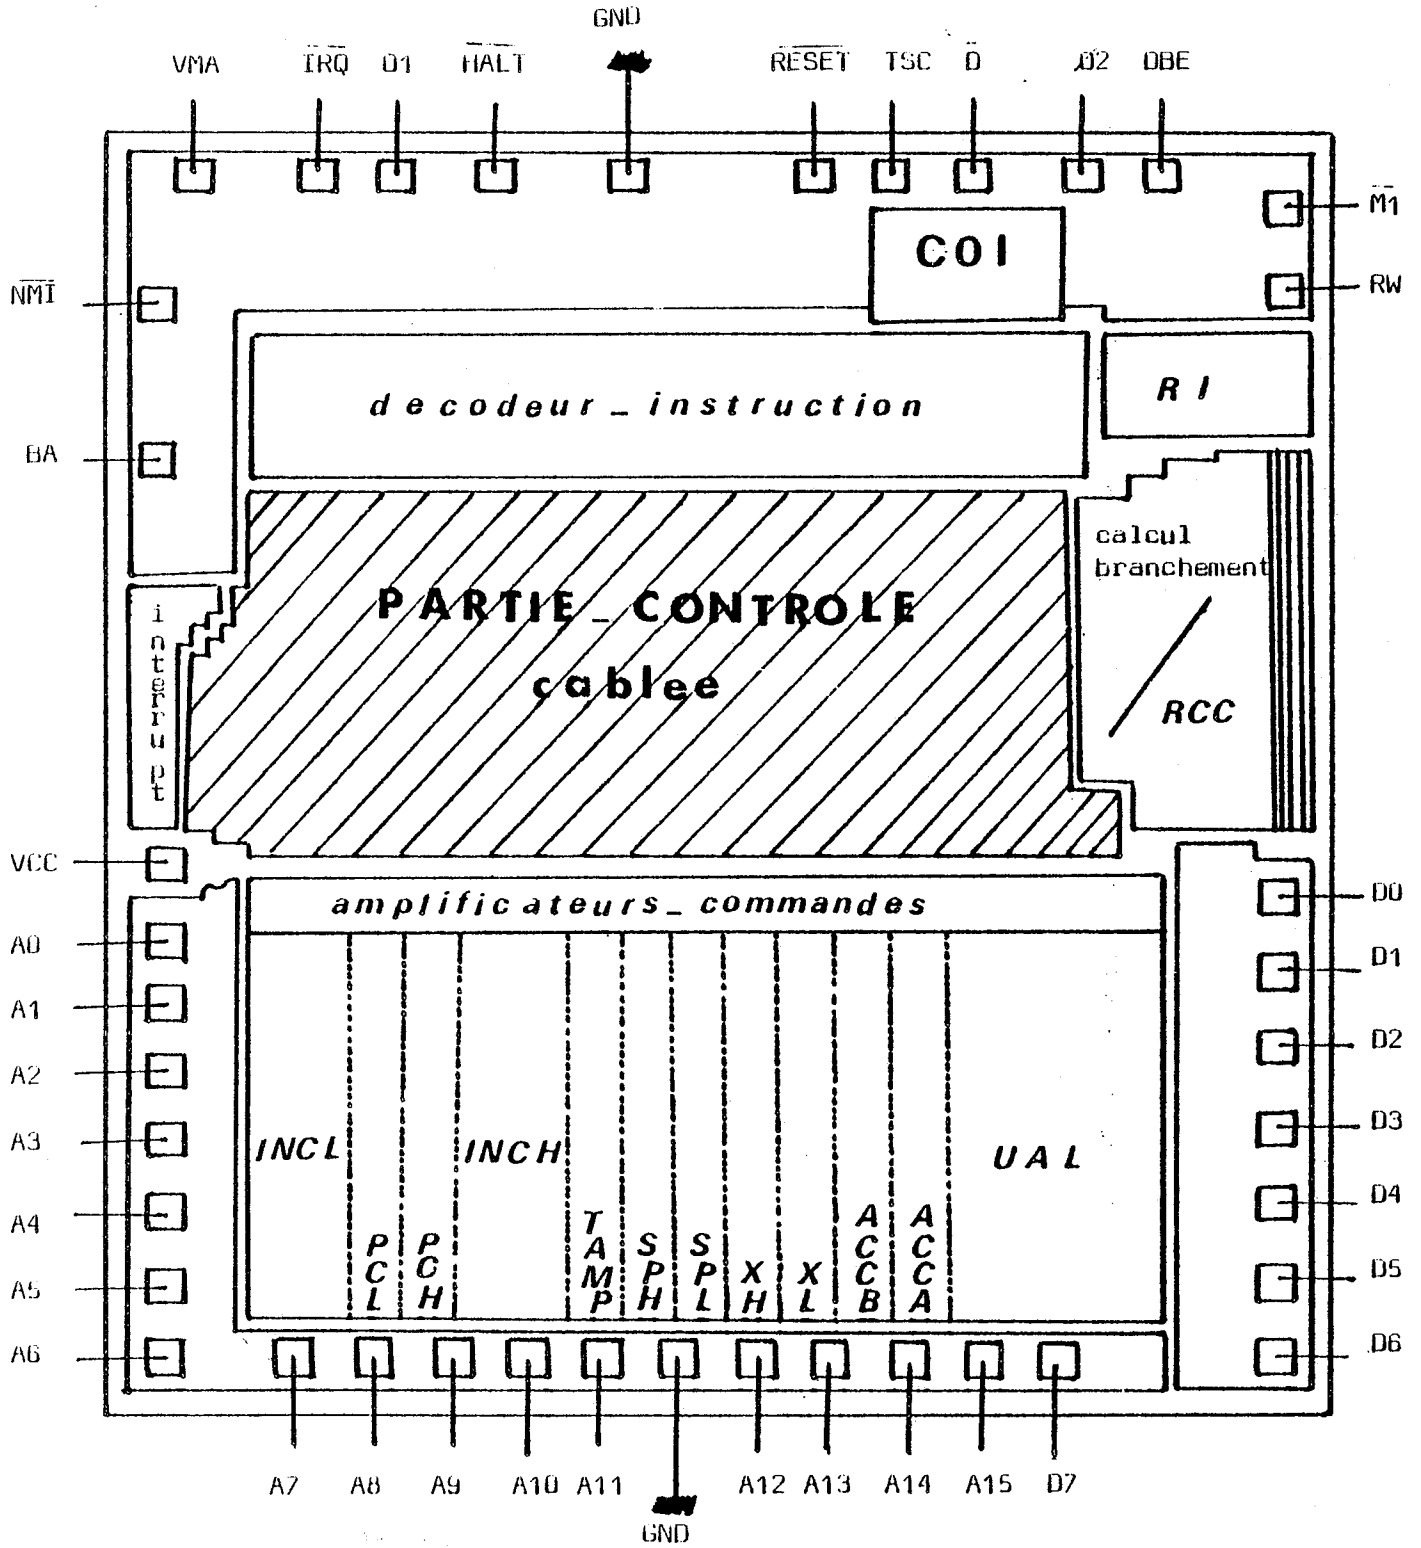 GND
VMA IRQ Ø1 HALT RESET TSC D Ø2 DBE
M1
RW
NMI
BA
COI
decodeur_instruction
RI
PARTIE_CONTROLE
cablee
calcul
branchement
RCC
interrupt
VCC
A0
A1
A2
A3
A4
A5
A6
amplificateurs_commandes
INCL
PCL
PCH
INCH
TAMP
SPH
SPL
XH
XL
ACCB
ACCA
UAL
D0
D1
D2
D3
D4
D5
D6
A7 A8 A9 A10 A11 A12 A13 A14 A15 D7
GND